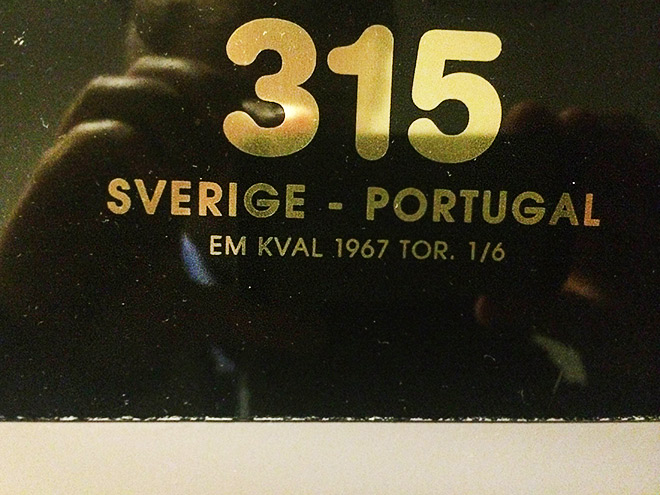 315
SVERIGE - PORTUGAL
EM KVAL 1967 TOR. 1/6